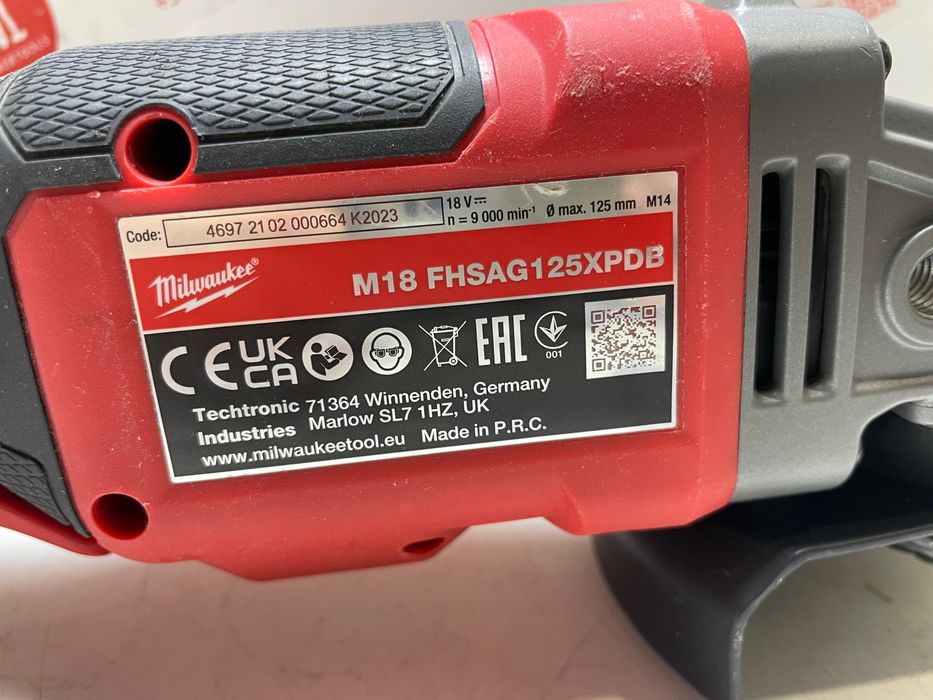 Code: 4697 21 02 000664 K2023
18 V
n = 9 000 min-1 Ø max. 125 mm M14
Milwaukee®
M18 FHSAG125XPDB
CE UK CA EAC 001
Techtronic 71364 Winnenden, Germany
Industries Marlow SL7 1HZ, UK
www.milwaukeetool.eu Made in P.R.C.